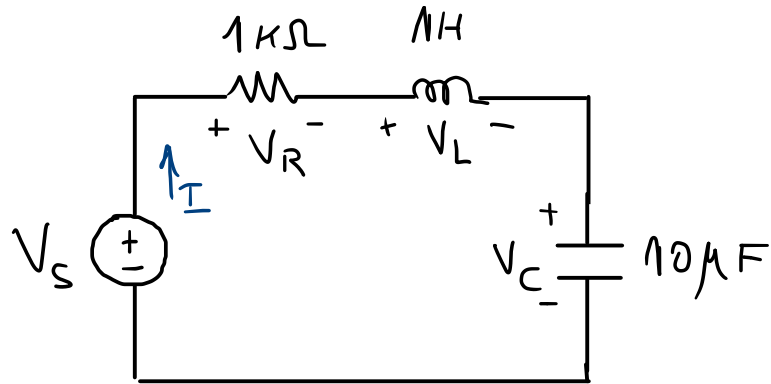 1KΩ 1H
+ V_R - + V_L -
I
V_S + -
+ V_C - 10μF